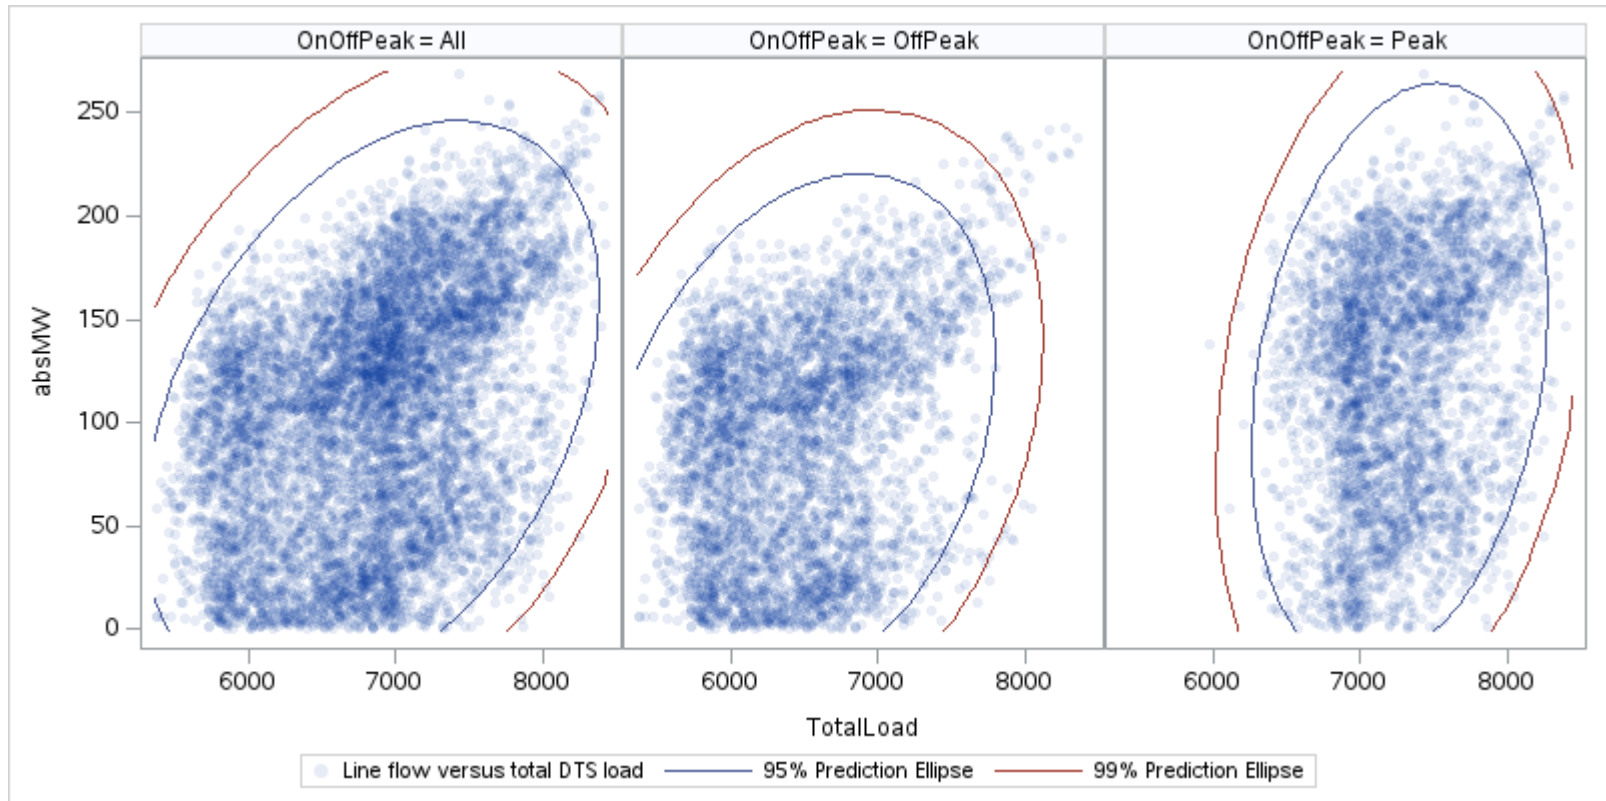 OnOffPeak = All
OnOffPeak = OffPeak
OnOffPeak = Peak
absMW
250
200
150
100
50
0
6000 7000 8000
6000 7000 8000
6000 7000 8000
TotalLoad
Line flow versus total DTS load
95% Prediction Ellipse
99% Prediction Ellipse